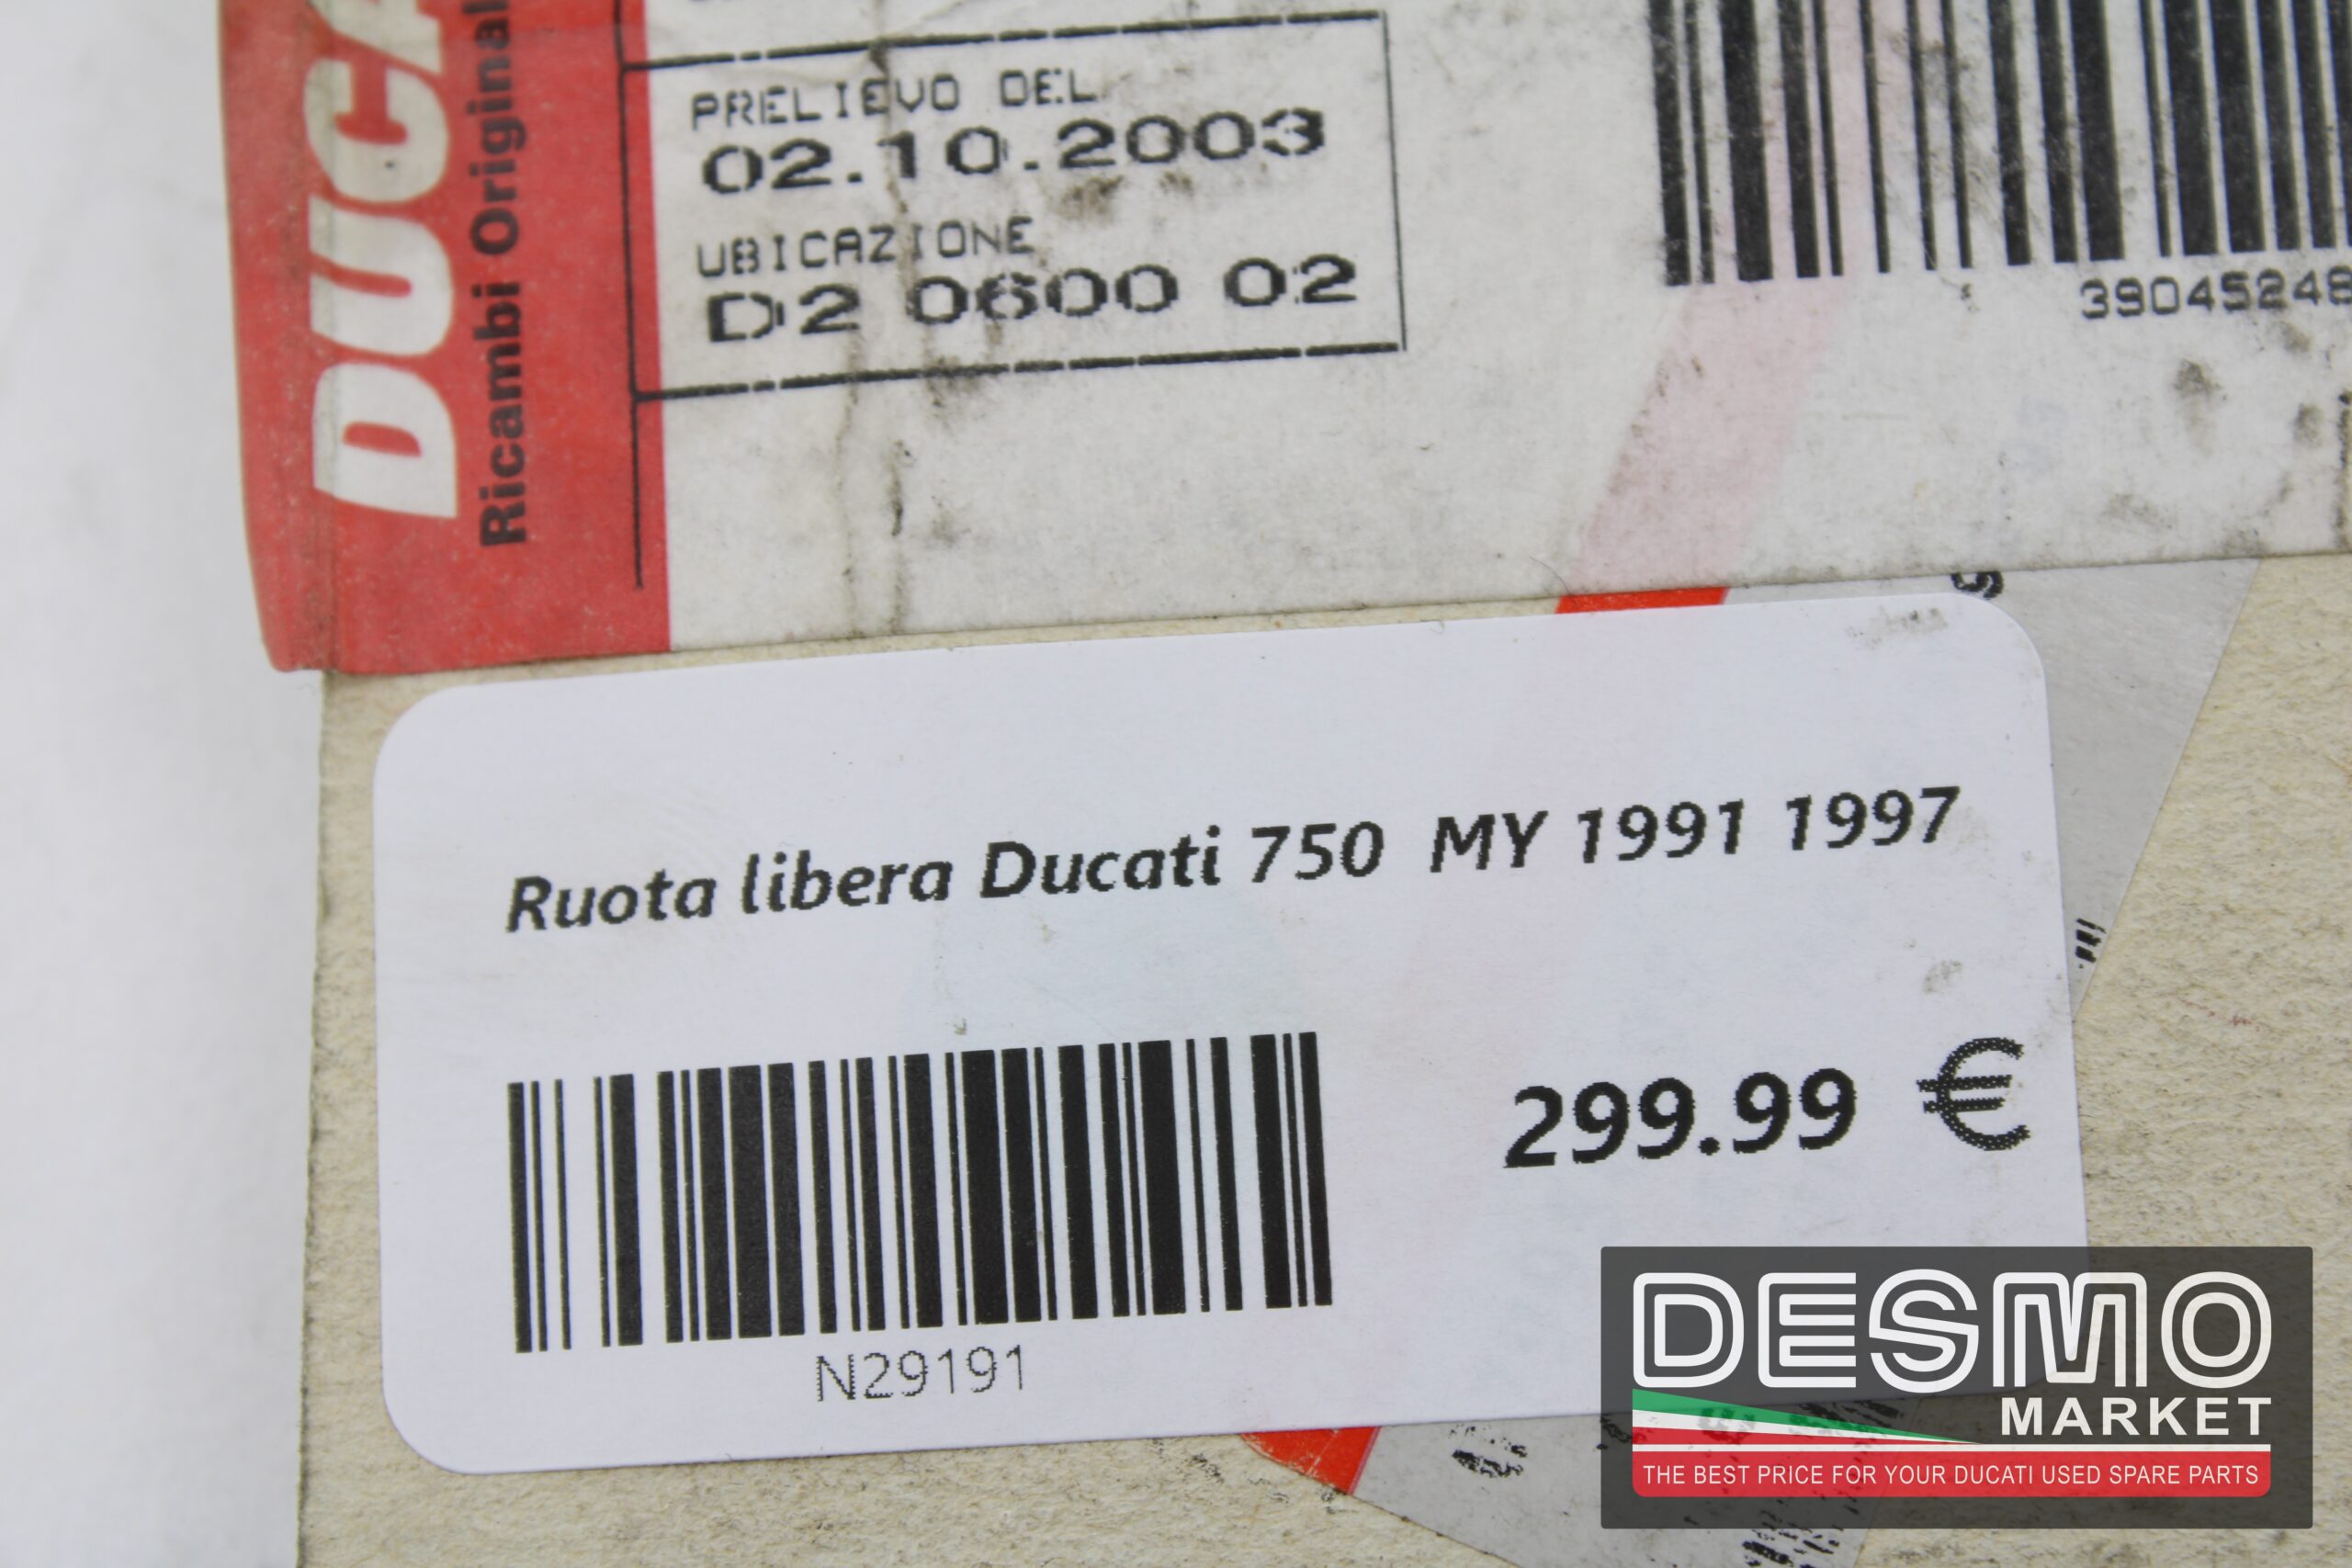 DUCA
Ricambi Original
PRELIEVO DEL
02.10.2003
UBICAZIONE
D2 0600 02
39045248
Ruota libera Ducati 750 MY 1991 1997
299.99 €
N29191
ltd.
DESMO
MARKET
THE BEST PRICE FOR YOUR DUCATI USED SPARE PARTS